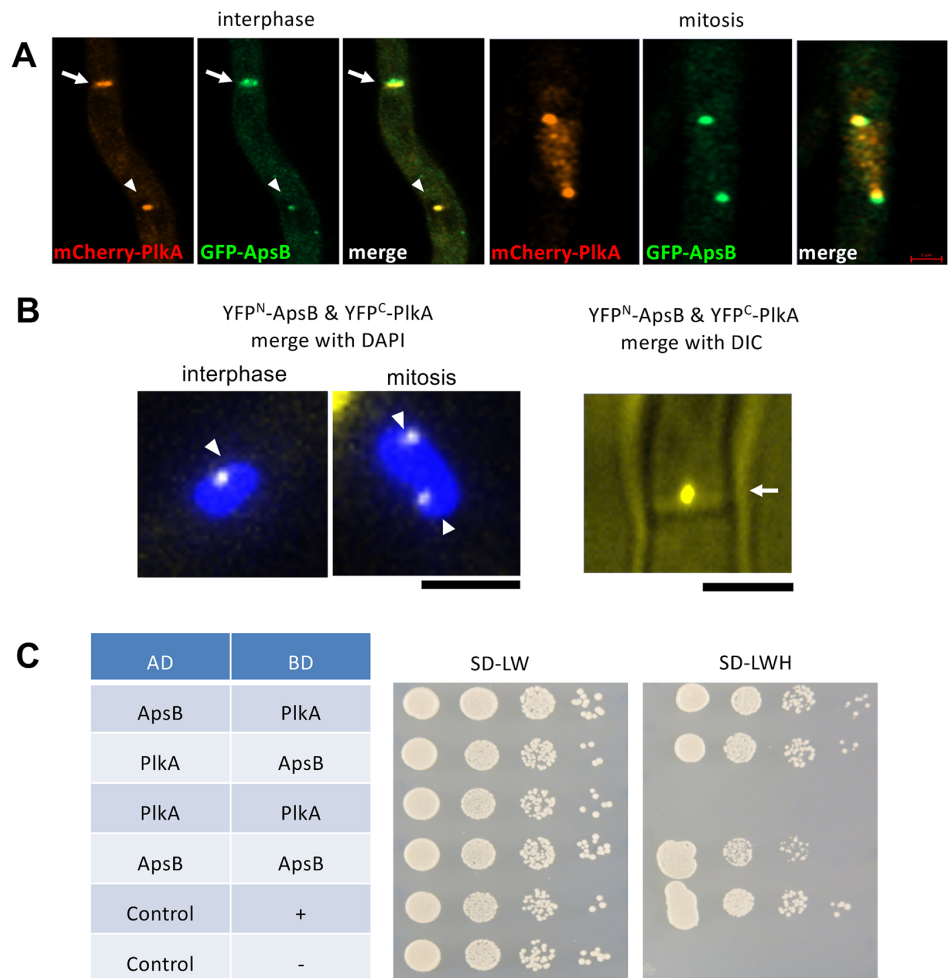 interphase
mitosis
A
mCherry-PlkA
GFP-ApsB
merge
mCherry-PlkA
GFP-ApsB
merge
B
YFPᴺ-ApsB & YFPᶜ-PlkA
merge with DAPI
YFPᴺ-ApsB & YFPᶜ-PlkA
merge with DIC
interphase
mitosis
C
AD BD
SD-LW
SD-LWH
ApsB PlkA
PlkA ApsB
PlkA PlkA
ApsB ApsB
Control +
Control -